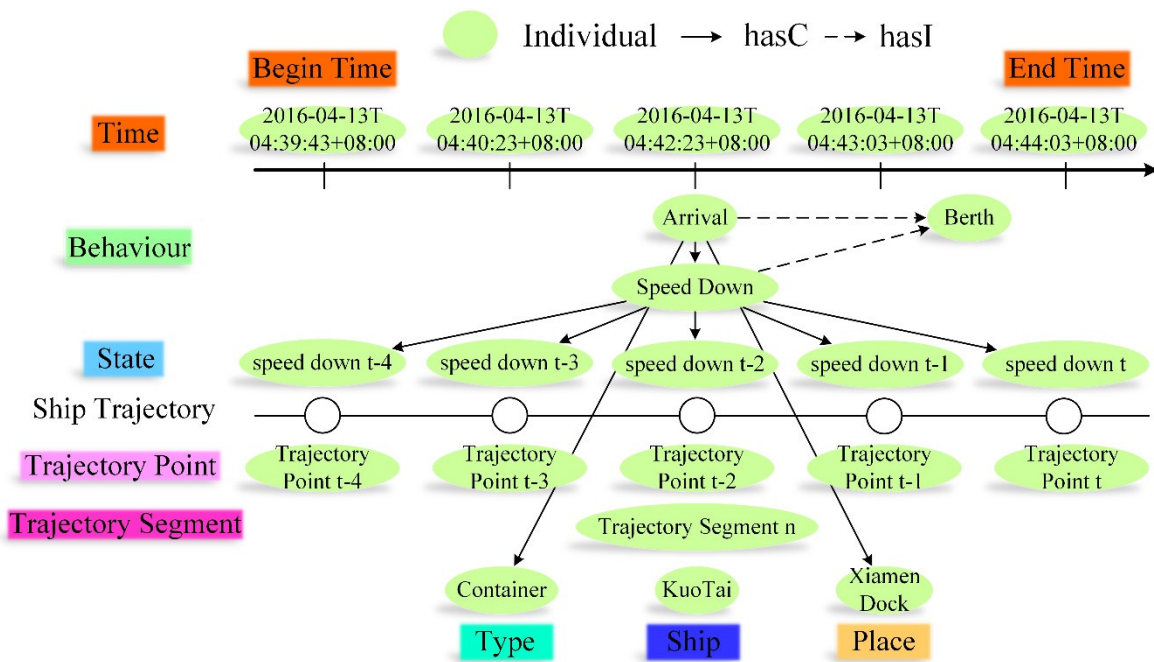 Individual hasC hasI
Begin Time End Time
Time
2016-04-13T 2016-04-13T 2016-04-13T 2016-04-13T 2016-04-13T
04:39:43+08:00 04:40:23+08:00 04:42:23+08:00 04:43:03+08:00 04:44:03+08:00
Arrival Berth
Behaviour
Speed Down
State
speed down t-4 speed down t-3 speed down t-2 speed down t-1 speed down t
Ship Trajectory
Trajectory Point
Trajectory Trajectory Trajectory Trajectory Trajectory
Point t-4 Point t-3 Point t-2 Point t-1 Point t
Trajectory Segment
Trajectory Segment n
Container KuoTai Xiamen
Dock
Type Ship Place